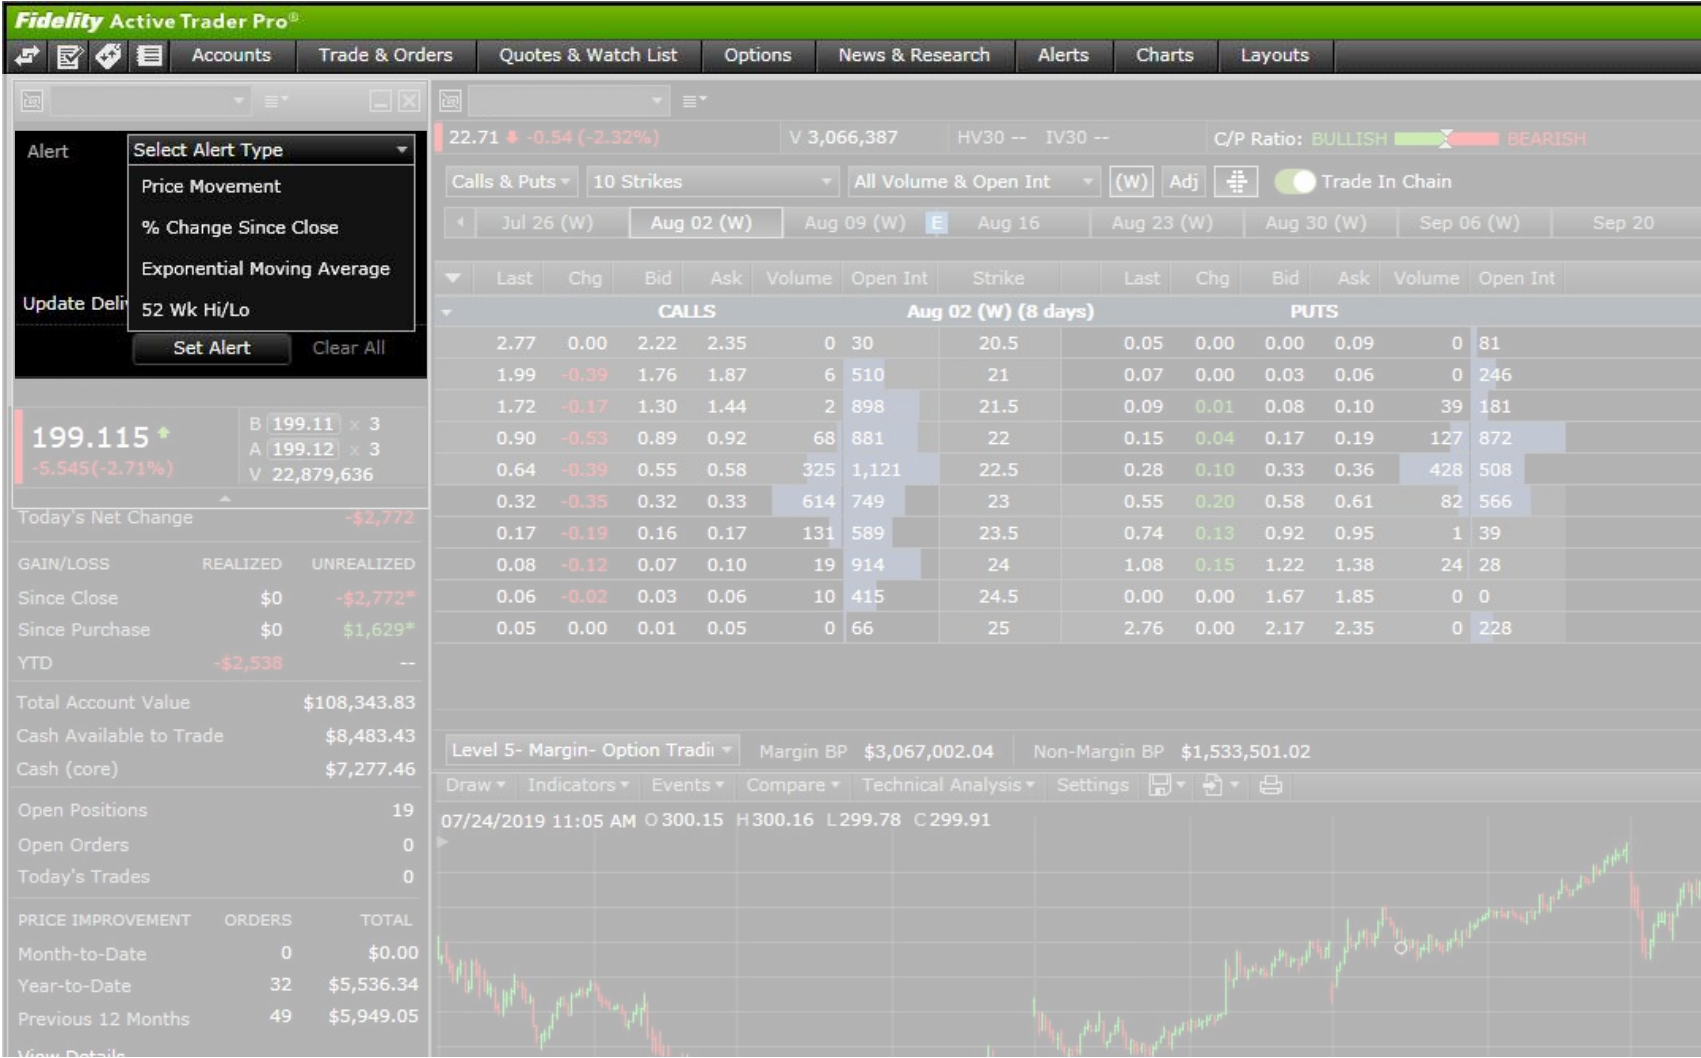 Fidelity Active Trader Pro®
Accounts Trade & Orders Quotes & Watch List Options News & Research Alerts Charts Layouts
Alert Select Alert Type
Price Movement
% Change Since Close
Exponential Moving Average
52 Wk Hi/Lo
Update Deli
Set Alert Clear All
199.115
-5.545(-2.71%)
B 199.11 x 3
A 199.12 x 3
V 22,879,636
Today's Net Change -$2,772
GAIN/LOSS REALIZED UNREALIZED
Since Close $0 -$2,772*
Since Purchase $0 $1,629*
YTD -$2,538 --
Total Account Value $108,343.83
Cash Available to Trade $8,483.43
Cash (core) $7,277.46
Open Positions 19
Open Orders 0
Today's Trades 0
PRICE IMPROVEMENT ORDERS TOTAL
Month-to-Date 0 $0.00
Year-to-Date 32 $5,536.34
Previous 12 Months 49 $5,949.05
View Details
22.71 -0.54 (-2.32%) V 3,066,387 HV30 -- IV30 -- C/P Ratio: BULLISH BEARISH
Calls & Puts 10 Strikes All Volume & Open Int (W) Adj Trade In Chain
Jul 26 (W) Aug 02 (W) Aug 09 (W) E Aug 16 Aug 23 (W) Aug 30 (W) Sep 06 (W) Sep 20
Last Chg Bid Ask Volume Open Int Strike Last Chg Bid Ask Volume Open Int
CALLS Aug 02 (W) (8 days) PUTS
2.77 0.00 2.22 2.35 0 30 20.5 0.05 0.00 0.00 0.09 0 81
1.99 -0.39 1.76 1.87 6 510 21 0.07 0.00 0.03 0.06 0 246
1.72 -0.17 1.30 1.44 2 898 21.5 0.09 0.01 0.08 0.10 39 181
0.90 -0.53 0.89 0.92 68 881 22 0.15 0.04 0.17 0.19 127 872
0.64 -0.39 0.55 0.58 325 1,121 22.5 0.28 0.10 0.33 0.36 428 508
0.32 -0.35 0.32 0.33 614 749 23 0.55 0.20 0.58 0.61 82 566
0.17 -0.19 0.16 0.17 131 589 23.5 0.74 0.13 0.92 0.95 1 39
0.08 -0.12 0.07 0.10 19 914 24 1.08 0.15 1.22 1.38 24 28
0.06 -0.02 0.03 0.06 10 415 24.5 0.00 0.00 1.67 1.85 0 0
0.05 0.00 0.01 0.05 0 66 25 2.76 0.00 2.17 2.35 0 228
Level 5- Margin- Option Tradi Margin BP $3,067,002.04 Non-Margin BP $1,533,501.02
Draw Indicators Events Compare Technical Analysis Settings
07/24/2019 11:05 AM O 300.15 H 300.16 L 299.78 C 299.91